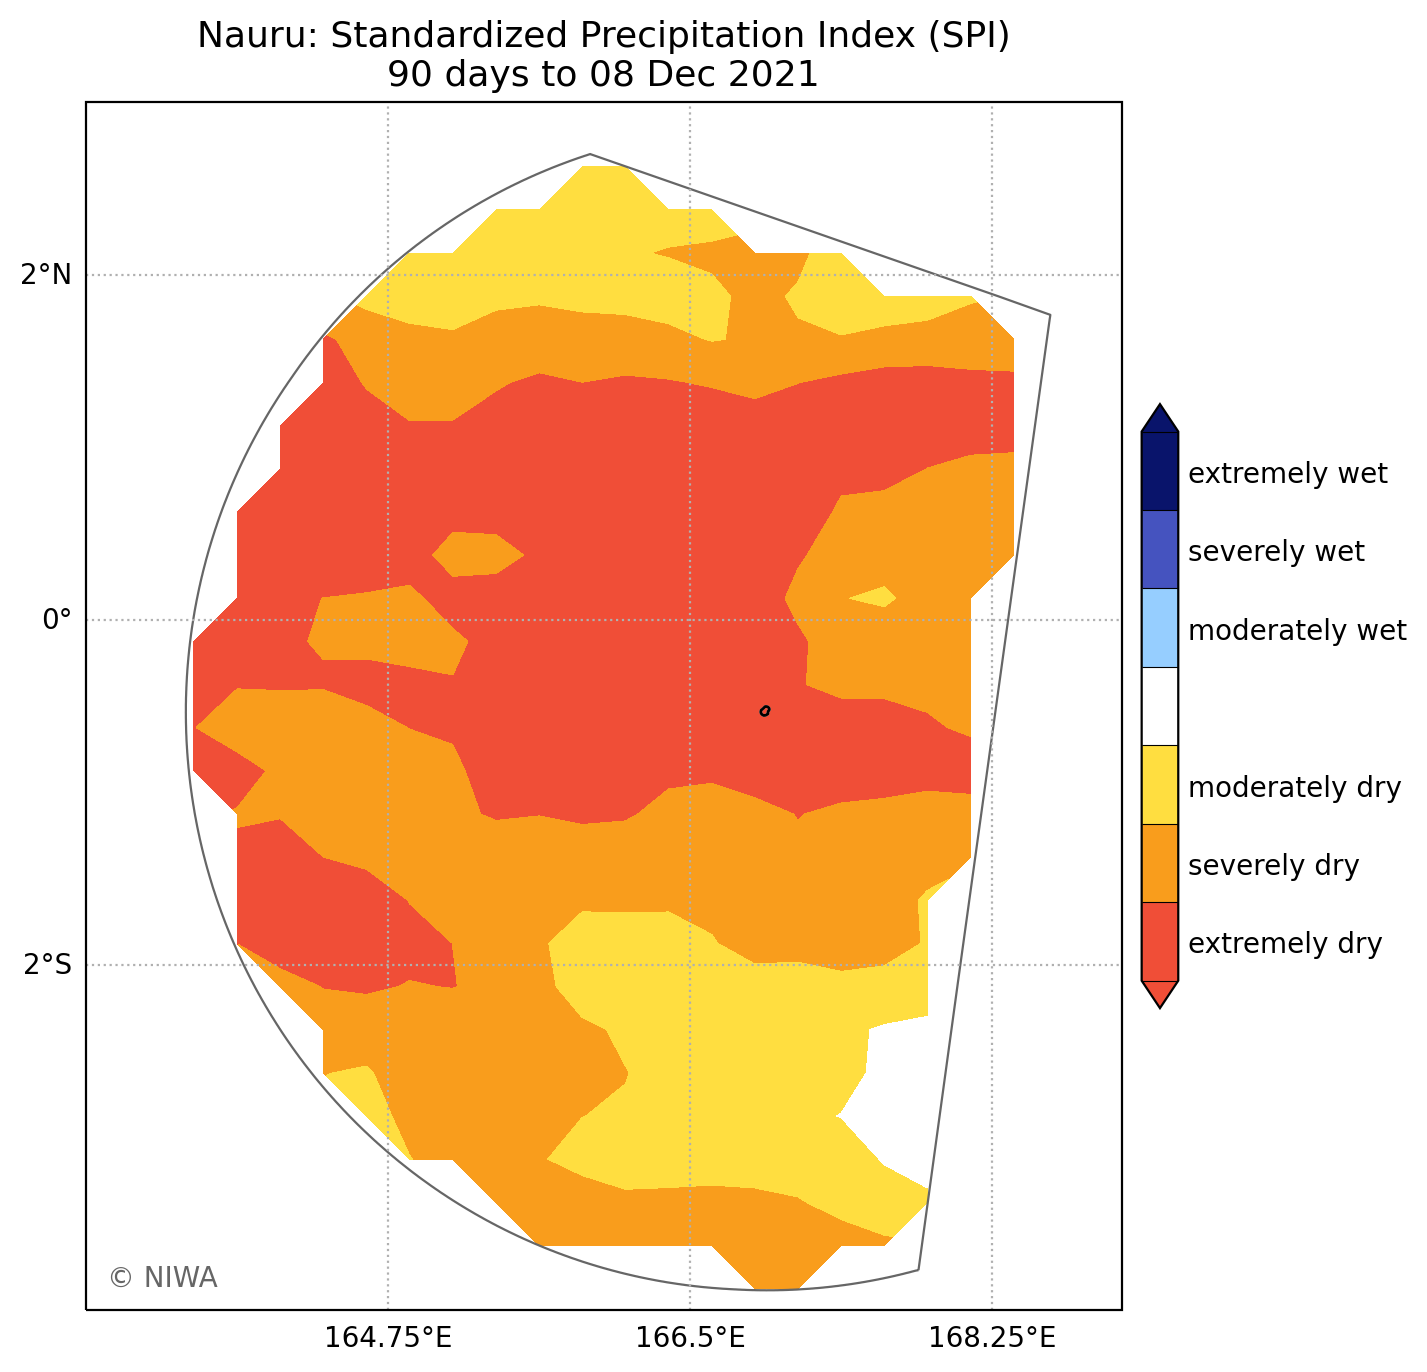 Nauru: Standardized Precipitation Index (SPI)
90 days to 08 Dec 2021
2°N
0°
2°S
164.75°E
166.5°E
168.25°E
extremely wet
severely wet
moderately wet
moderately dry
severely dry
extremely dry
© NIWA